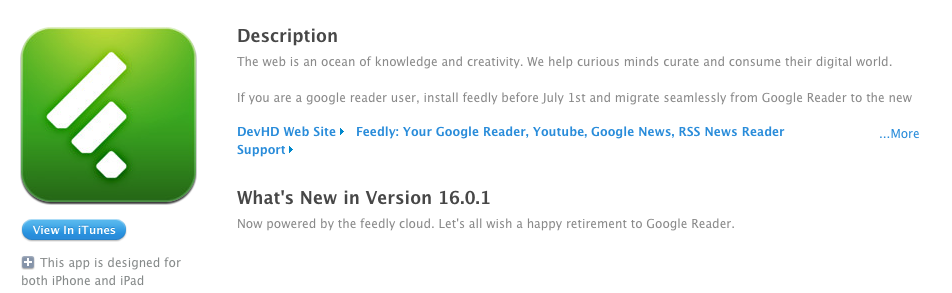 Description
The web is an ocean of knowledge and creativity. We help curious minds curate and consume their digital world.
If you are a google reader user, install feedly before July 1st and migrate seamlessly from Google Reader to the new
DevHD Web Site Feedly: Your Google Reader, Youtube, Google News, RSS News Reader
Support
...More
What's New in Version 16.0.1
Now powered by the feedly cloud. Let's all wish a happy retirement to Google Reader.
View In iTunes
This app is designed for
both iPhone and iPad